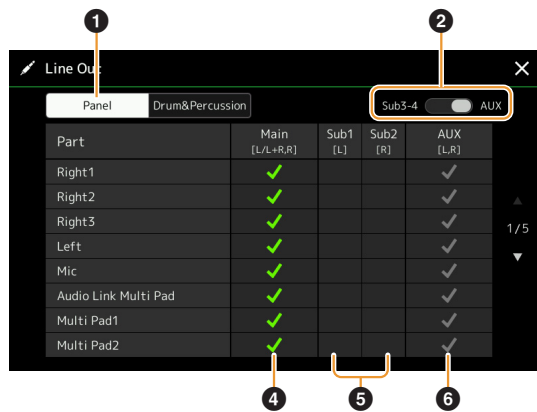 1 2
Line Out
Panel Drum&Percussion Sub3-4 AUX
Part Main [L/L+R,R] Sub1 [L] Sub2 [R] AUX [L,R]
Right1
Right2
Right3
1/5
Left
Mic
Audio Link Multi Pad
Multi Pad1
Multi Pad2
4 5 6